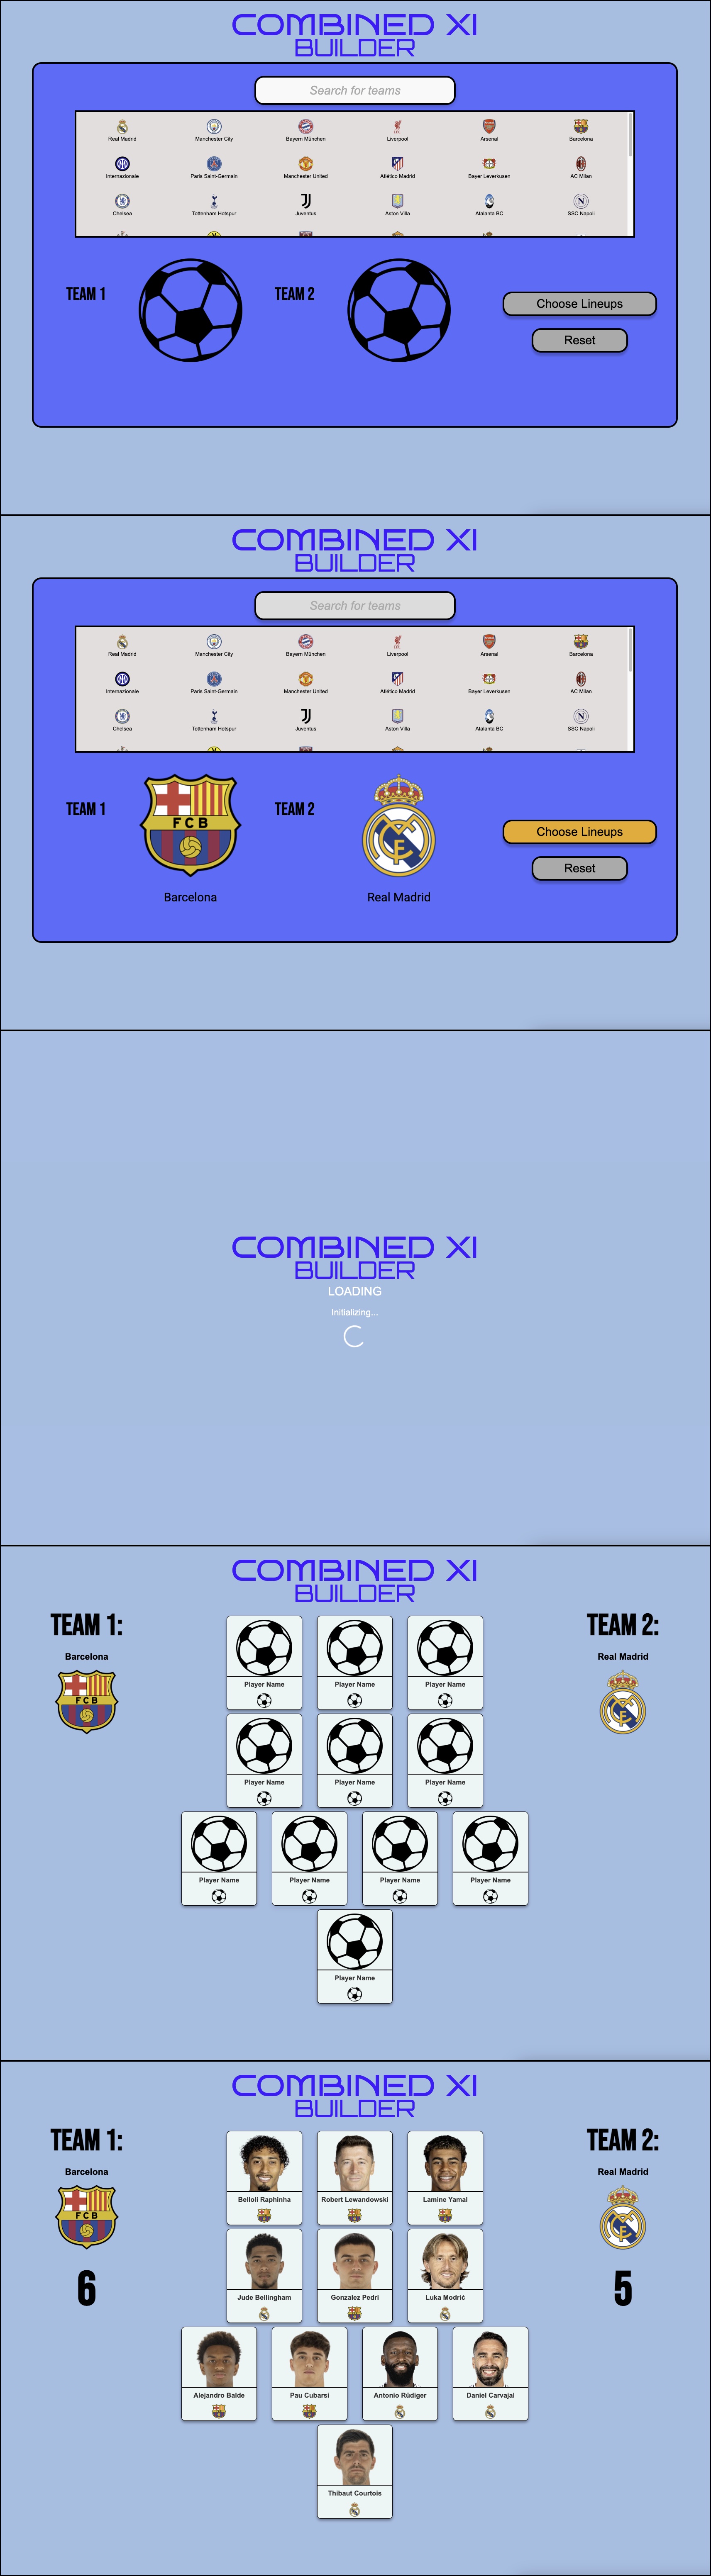 COMBINED XI
BUILDER
Search for teams
Real Madrid Manchester City Bayern München Liverpool Arsenal Barcelona
Internazionale Paris Saint-Germain Manchester United Atlético Madrid Bayer Leverkusen AC Milan
Chelsea Tottenham Hotspur Juventus Aston Villa Atalanta BC SSC Napoli
TEAM 1 TEAM 2
Choose Lineups
Reset
COMBINED XI
BUILDER
Search for teams
Real Madrid Manchester City Bayern München Liverpool Arsenal Barcelona
Internazionale Paris Saint-Germain Manchester United Atlético Madrid Bayer Leverkusen AC Milan
Chelsea Tottenham Hotspur Juventus Aston Villa Atalanta BC SSC Napoli
TEAM 1 TEAM 2
FCB
Choose Lineups
Reset
Barcelona Real Madrid
COMBINED XI
BUILDER
LOADING
Initializing...
COMBINED XI
BUILDER
TEAM 1: TEAM 2:
Barcelona Real Madrid
FCB
Player Name Player Name Player Name
Player Name Player Name Player Name
Player Name Player Name Player Name Player Name
Player Name
COMBINED XI
BUILDER
TEAM 1: TEAM 2:
Barcelona Real Madrid
FCB
Belloli Raphinha Robert Lewandowski Lamine Yamal
6 5
Jude Bellingham Gonzalez Pedri Luka Modrić
Alejandro Balde Pau Cubarsí Antonio Rüdiger Daniel Carvajal
Thibaut Courtois